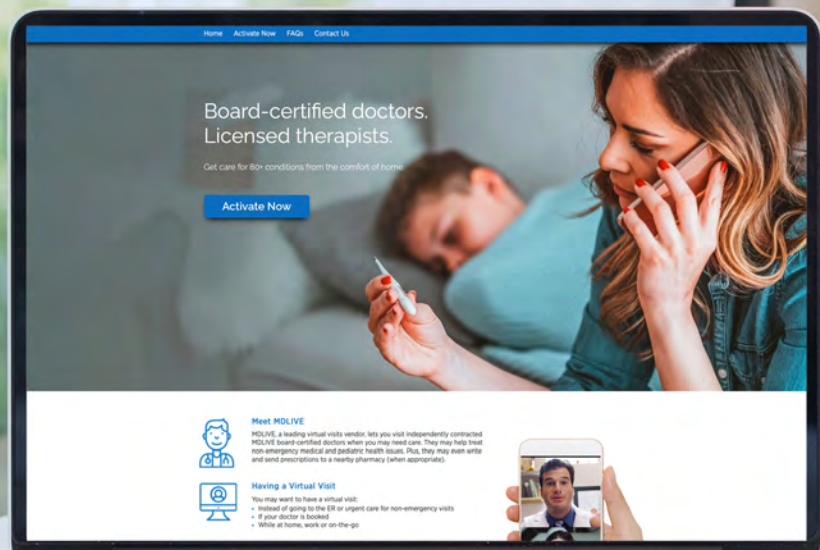 Home Activate Now FAQs Contact Us
Board-certified doctors.
Licensed therapists.
Get care for 80+ conditions from the comfort of home.
Activate Now
Meet MDLIVE
MDLIVE, a leading virtual visits vendor, lets you visit independently contracted
MDLIVE board-certified doctors when you may need care. They may help treat
non-emergency medical and pediatric health issues. Plus, they may even write
and send prescriptions to a nearby pharmacy (when appropriate).
Having a Virtual Visit
You may want to have a virtual visit:
• Instead of going to the ER or urgent care for non-emergency visits
• If your doctor is booked
• While at home, work or on-the-go